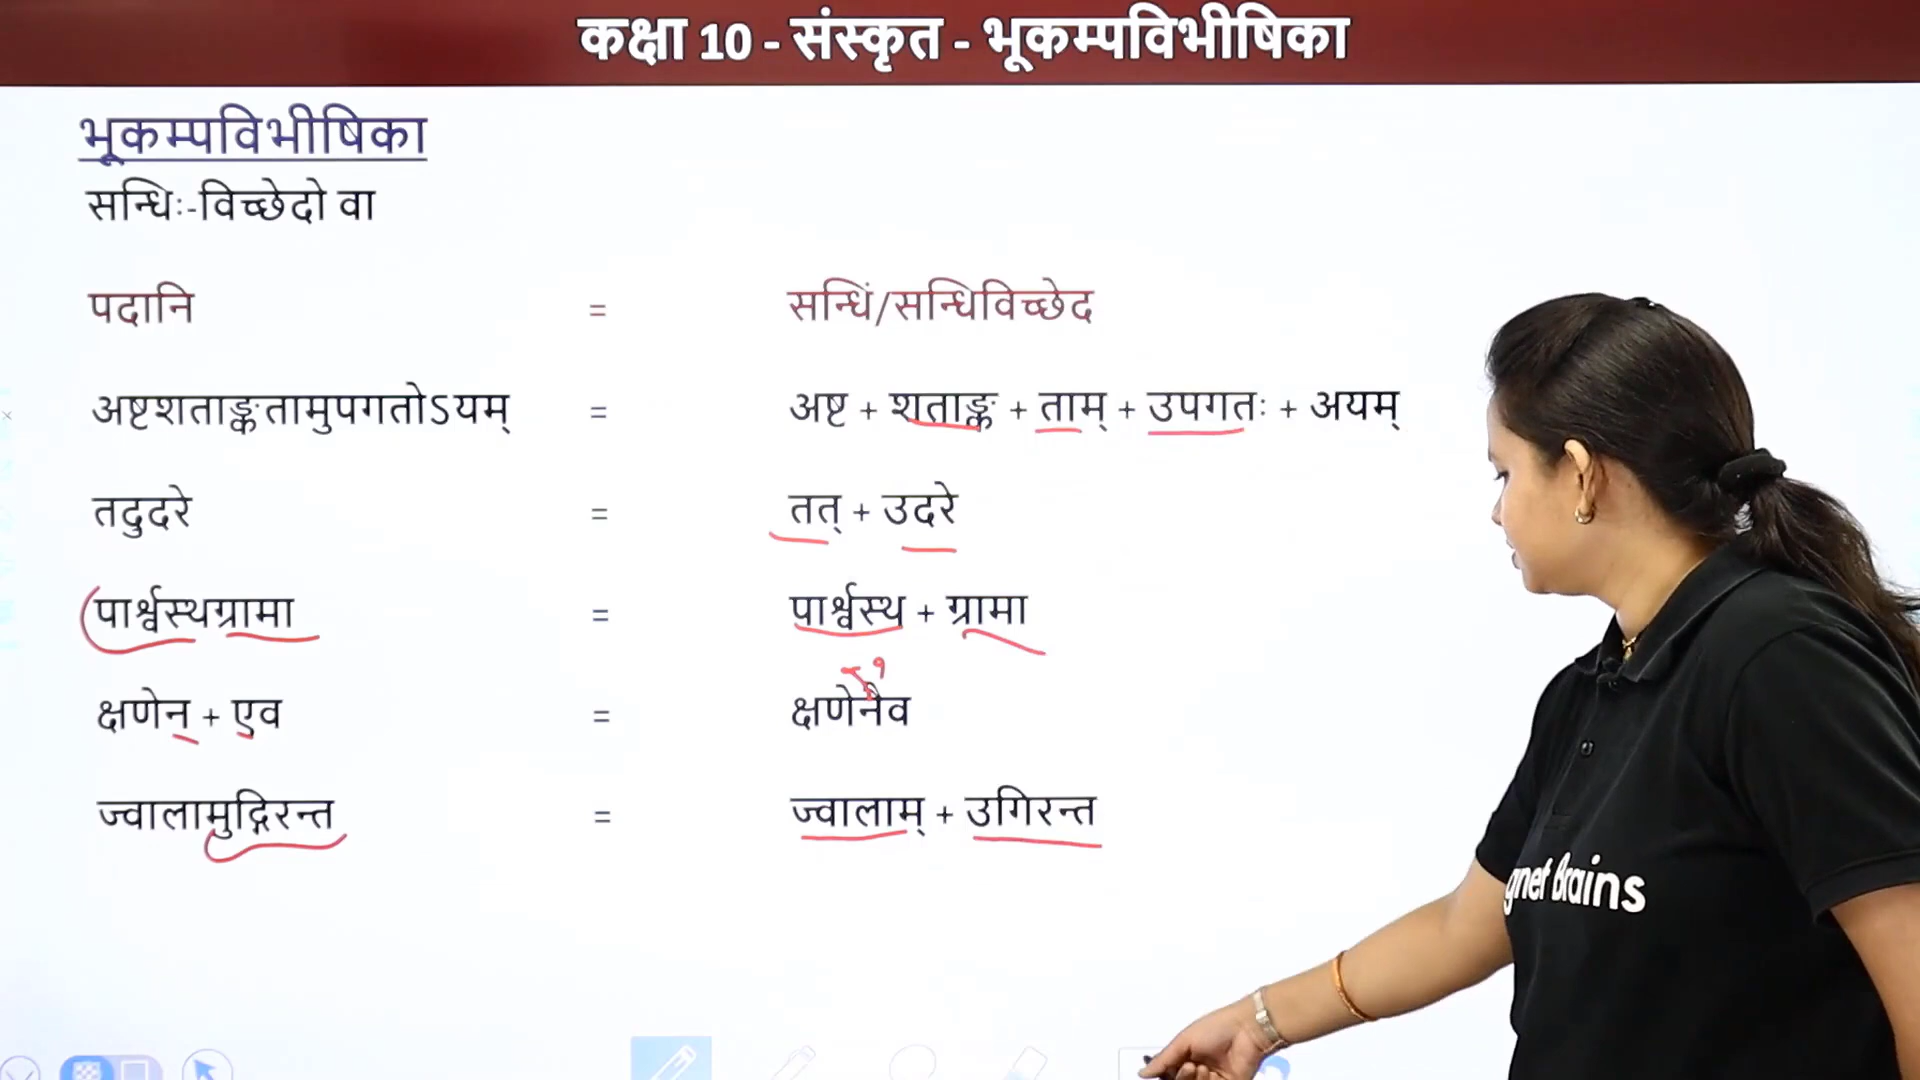 कक्षा 10 - संस्कृत - भूकम्पविभीषिका
भूकम्पविभीषिका
सन्धिः-विच्छेदो वा
पदानि = सन्धिं/सन्धिविच्छेद
अष्टशताङ्कतामुपगतोऽयम् = अष्ट + शताङ्क + ताम् + उपगतः + अयम्
तदुदरे = तत् + उदरे
पार्श्वस्थग्रामा = पार्श्वस्थ + ग्रामा
क्षणेन् + एव = क्षणेनैव
ज्वालामुद्गिरन्त = ज्वालाम् + उगिरन्त
gnet Brains